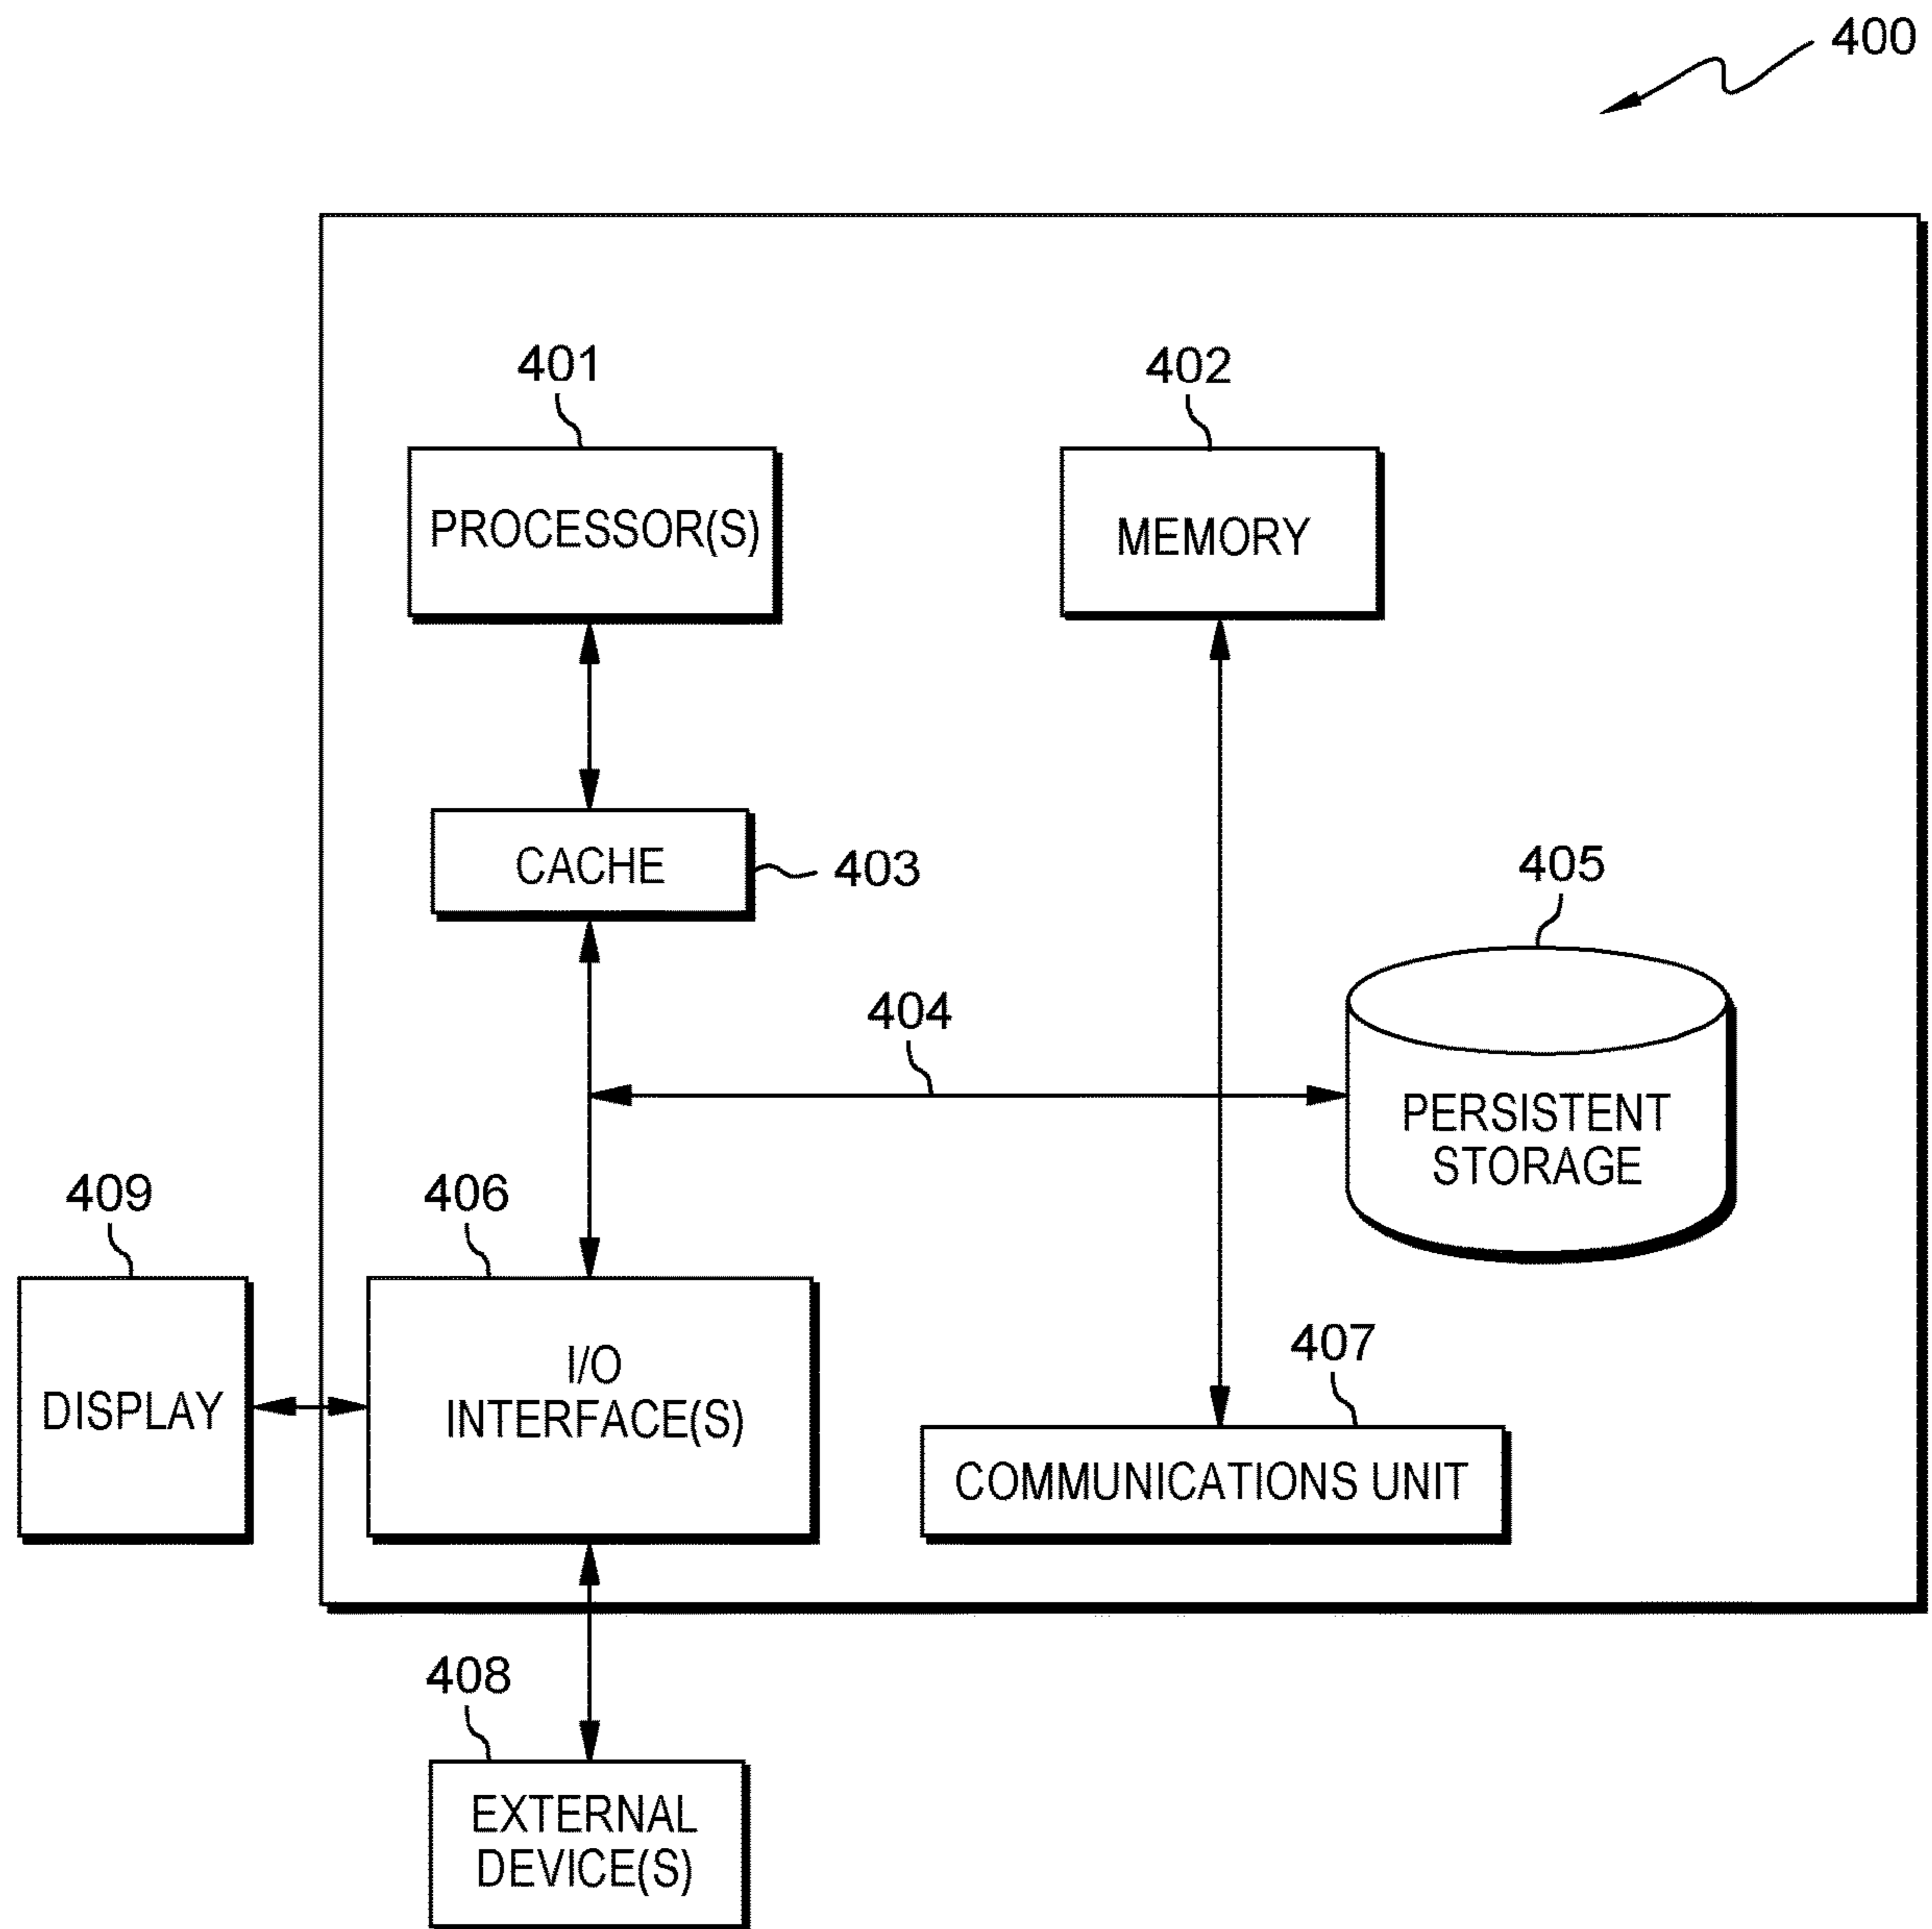 400
401
402
PROCESSOR(S)
MEMORY
CACHE
403
405
404
PERSISTENT
STORAGE
409
406
407
DISPLAY
I/O
INTERFACE(S)
COMMUNICATIONS UNIT
408
EXTERNAL
DEVICE(S)